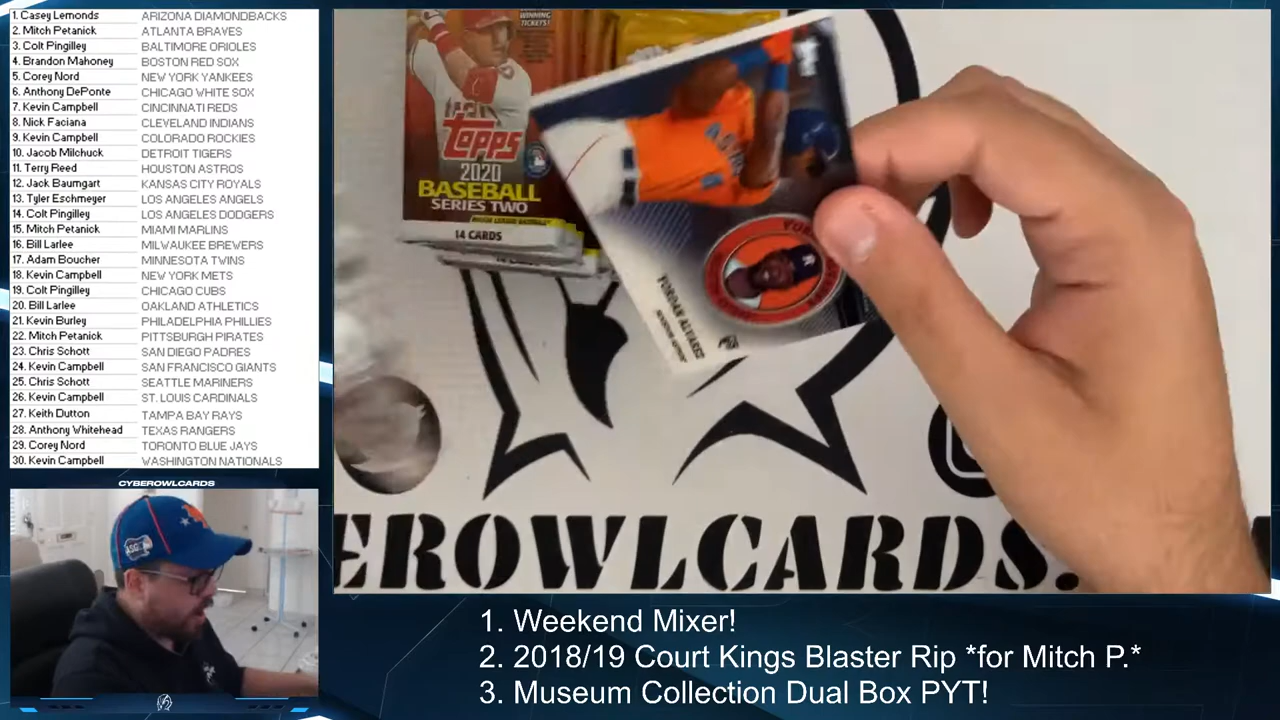 1. Casey Lemonds ARIZONA DIAMONDBACKS
2. Mitch Petanick ATLANTA BRAVES
3. Colt Pingilley BALTIMORE ORIOLES
4. Brandon Mahoney BOSTON RED SOX
5. Corey Nord NEW YORK YANKEES
6. Anthony DePonte CHICAGO WHITE SOX
7. Kevin Campbell CINCINNATI REDS
8. Nick Faciana CLEVELAND INDIANS
9. Kevin Campbell COLORADO ROCKIES
10. Jacob Milchuck DETROIT TIGERS
11. Terry Reed HOUSTON ASTROS
12. Jack Baumgart KANSAS CITY ROYALS
13. Tyler Eschmeyer LOS ANGELES ANGELS
14. Colt Pingilley LOS ANGELES DODGERS
15. Mitch Petanick MIAMI MARLINS
16. Bill Larlee MILWAUKEE BREWERS
17. Adam Boucher MINNESOTA TWINS
18. Kevin Campbell NEW YORK METS
19. Colt Pingilley CHICAGO CUBS
20. Bill Larlee OAKLAND ATHLETICS
21. Kevin Burley PHILADELPHIA PHILLIES
22. Mitch Petanick PITTSBURGH PIRATES
23. Chris Schott SAN DIEGO PADRES
24. Kevin Campbell SAN FRANCISCO GIANTS
25. Chris Schott SEATTLE MARINERS
26. Kevin Campbell ST. LOUIS CARDINALS
27. Keith Dutton TAMPA BAY RAYS
28. Anthony Whitehead TEXAS RANGERS
29. Corey Nord TORONTO BLUE JAYS
30. Kevin Campbell WASHINGTON NATIONALS
CYBEROWLCARDS
WINNING
TICKETS!
Topps
2020
BASEBALL
SERIES TWO
14 CARDS
YORDAN ALVAREZ
EROWLCARDS.
ASG
1. Weekend Mixer!
2. 2018/19 Court Kings Blaster Rip *for Mitch P.*
3. Museum Collection Dual Box PYT!